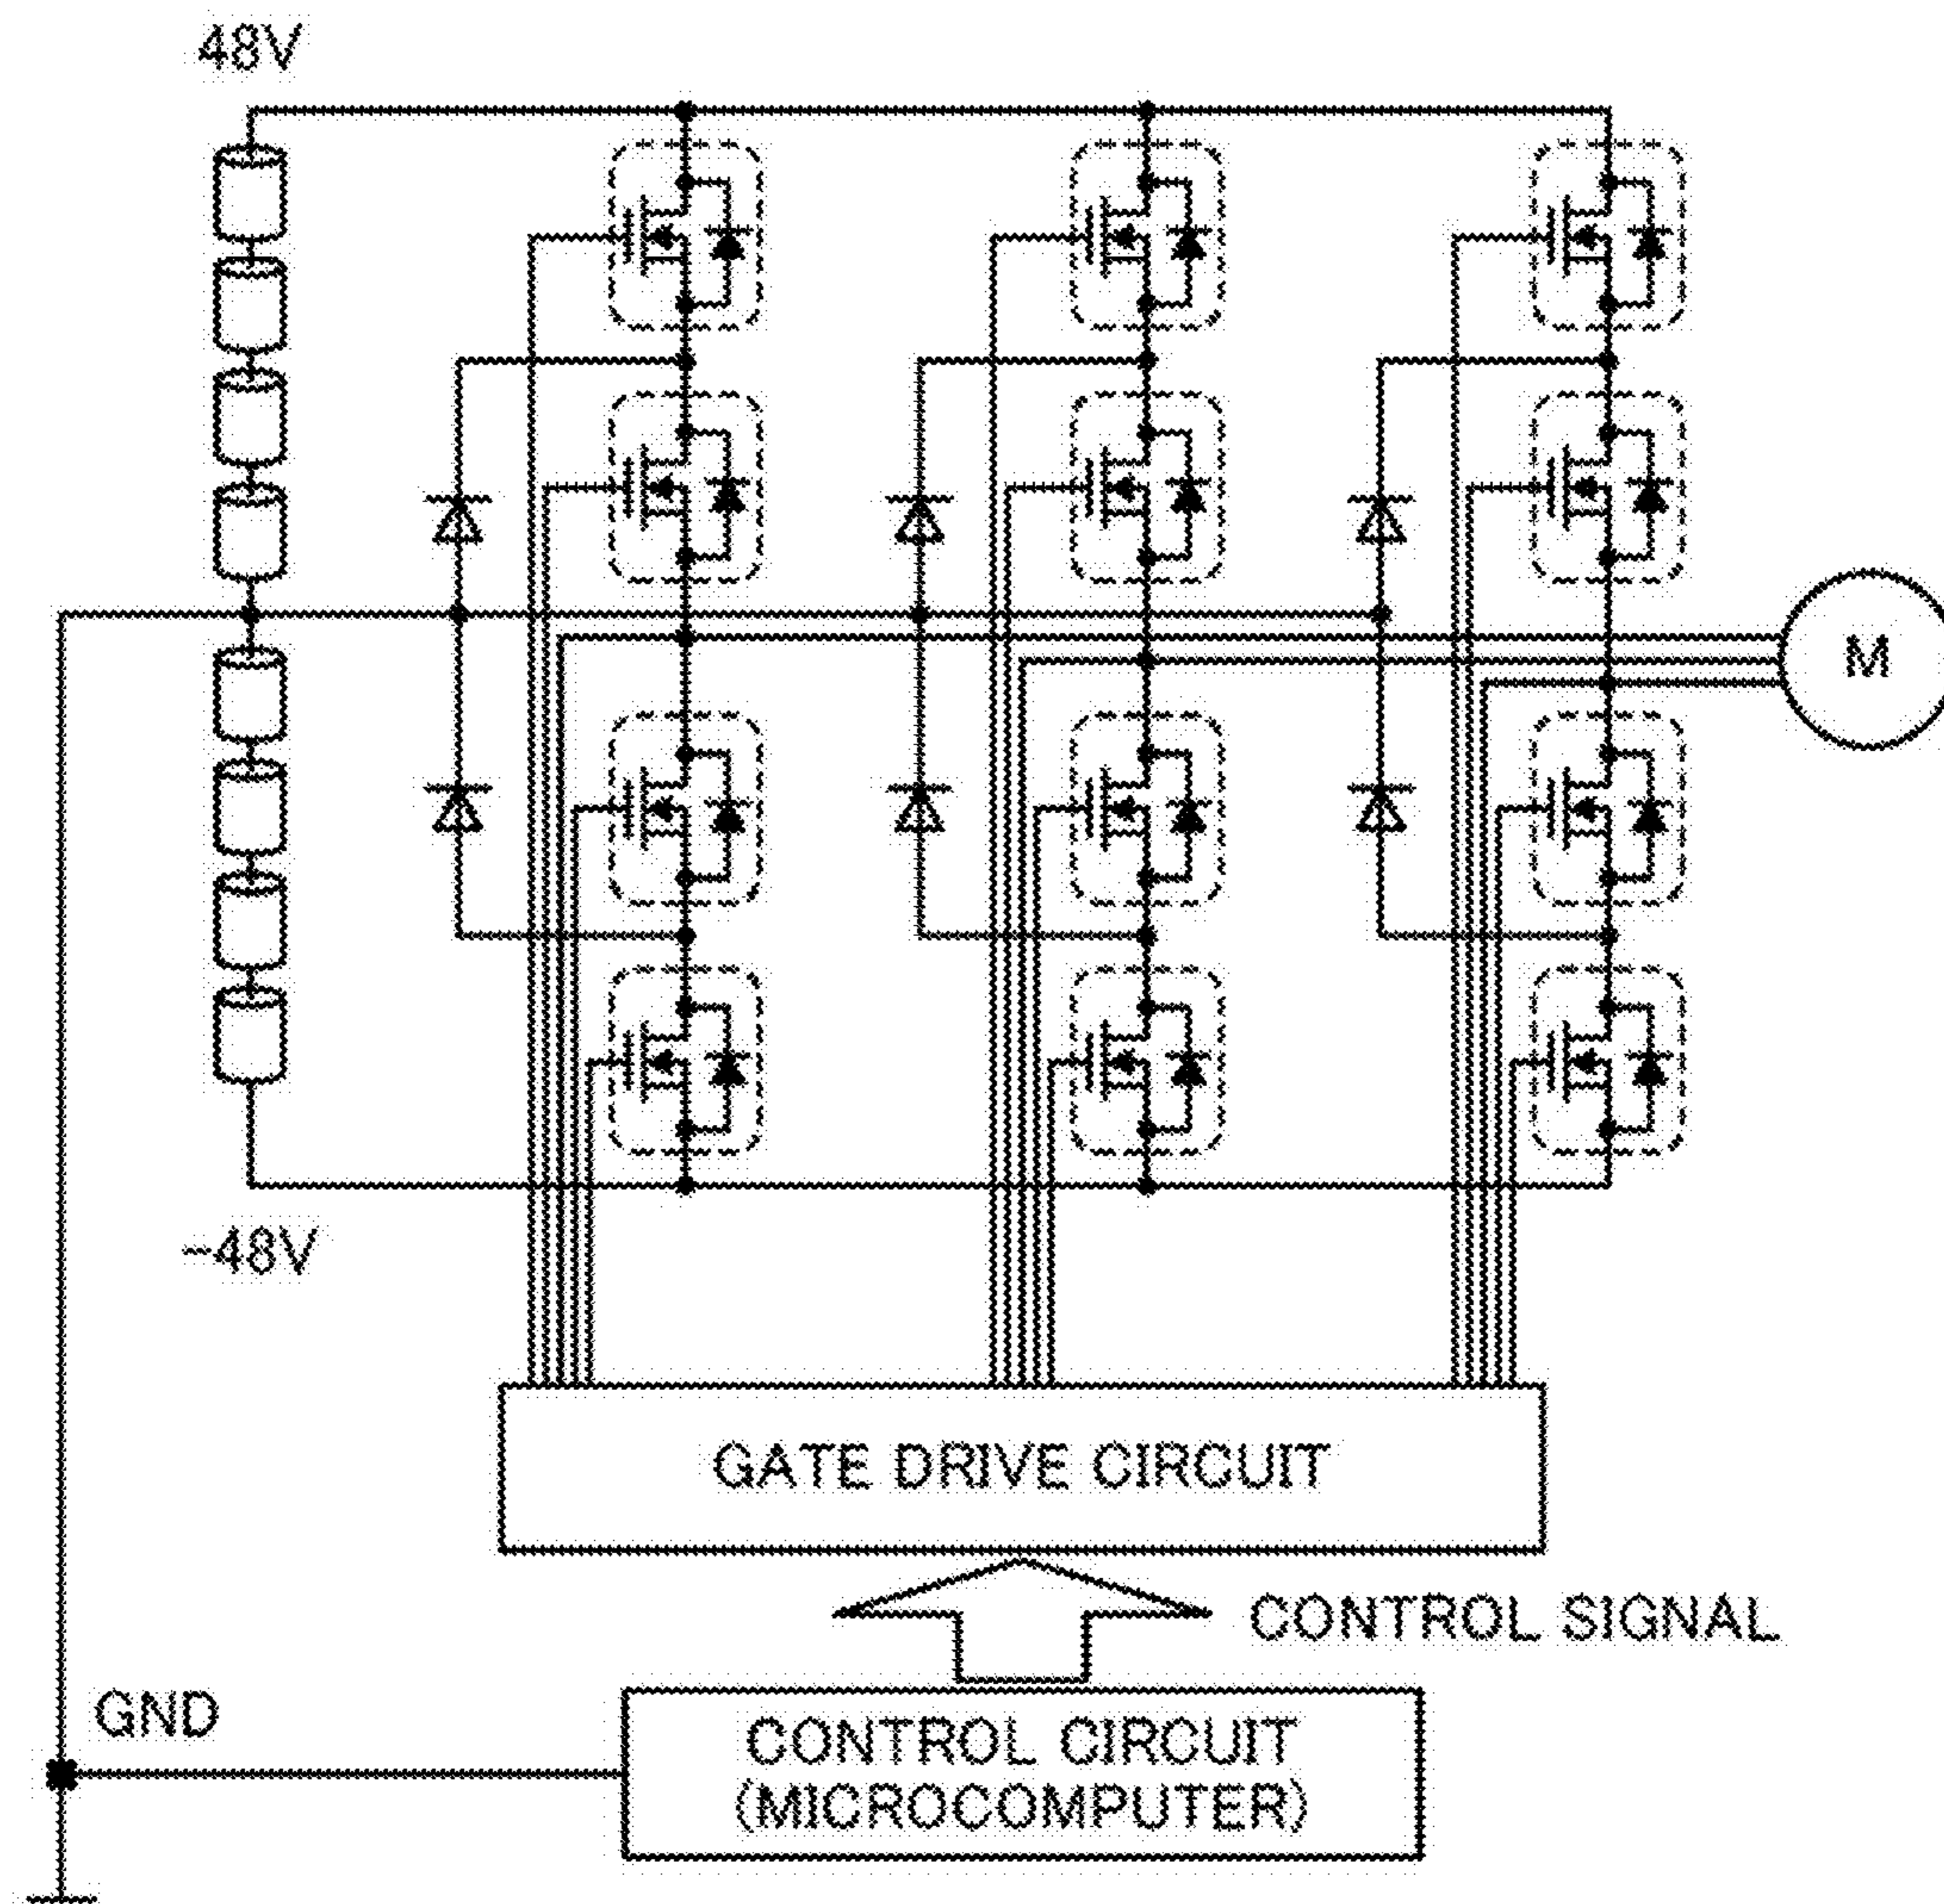 48V
M
−48V
GATE DRIVE CIRCUIT
CONTROL SIGNAL
GND
CONTROL CIRCUIT
(MICROCOMPUTER)